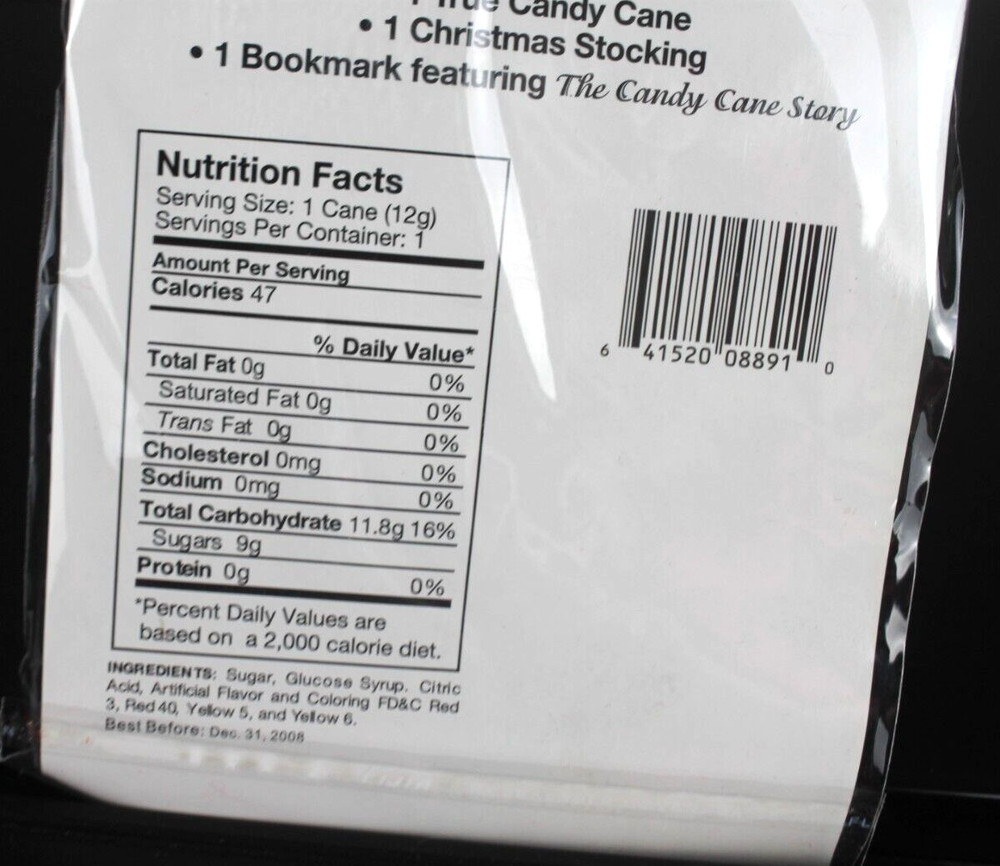 Candy Cane
• 1 Christmas Stocking
• 1 Bookmark featuring The Candy Cane Story
Nutrition Facts
Serving Size: 1 Cane (12g)
Servings Per Container: 1
Amount Per Serving
Calories 47
% Daily Value*
Total Fat 0g 0%
Saturated Fat 0g 0%
Trans Fat 0g 0%
Cholesterol 0mg 0%
Sodium 0mg 0%
Total Carbohydrate 11.8g 16%
Sugars 9g
Protein 0g 0%
*Percent Daily Values are
based on a 2,000 calorie diet.
INGREDIENTS: Sugar, Glucose Syrup. Citric
Acid, Artificial Flavor and Coloring FD&C Red
3, Red 40, Yellow 5, and Yellow 6.
Best Before: Dec. 31, 2008
6 41520 08891 0